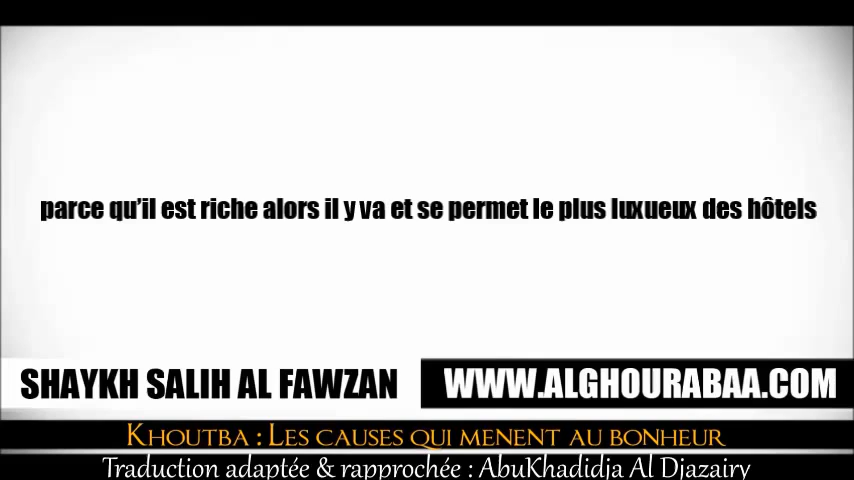 parce qu'il est riche alors il y va et se permet le plus luxueux des hôtels
SHAYKH SALIH AL FAWZAN
WWW.ALGHOURABAA.COM
KHOUTBA : LES CAUSES QUI MENENT AU BONHEUR
Traduction adaptée & rapprochée : AbuKhadidja Al Djazairy